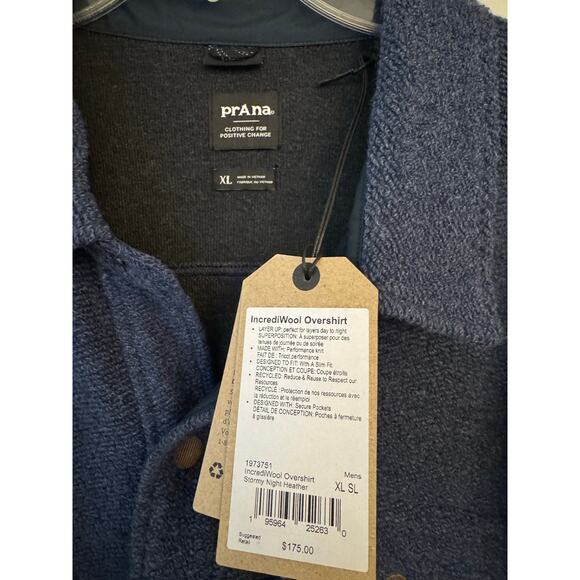 prAna
CLOTHING FOR
POSITIVE CHANGE
XL
MADE IN VIETNAM
FABRIQUÉ AU VIETNAM
IncrediWool Overshirt
• LAYER UP: perfect for layers day to night
SUPERPOSITION: À superposer pour des
tenues de journée ou de soirée
• MADE WITH: Performance knit
FAIT DE : Tricot performance
• DESIGNED TO FIT: With A Slim Fit
CONCEPTION ET COUPE: Coupe étroite
• RECYCLED: Reduce & Reuse to Respect our
Resources
RECYCLÉ : Protection de nos ressources avec
la réduction et le réemploi
• DESIGNED WITH: Secure Pockets
DÉTAIL DE CONCEPTION: Poches à fermeture
à glissière
1973751
IncrediWool Overshirt
Stormy Night Heather
Mens
XL SL
1 95964 25263 0
Suggested
Retail
$175.00